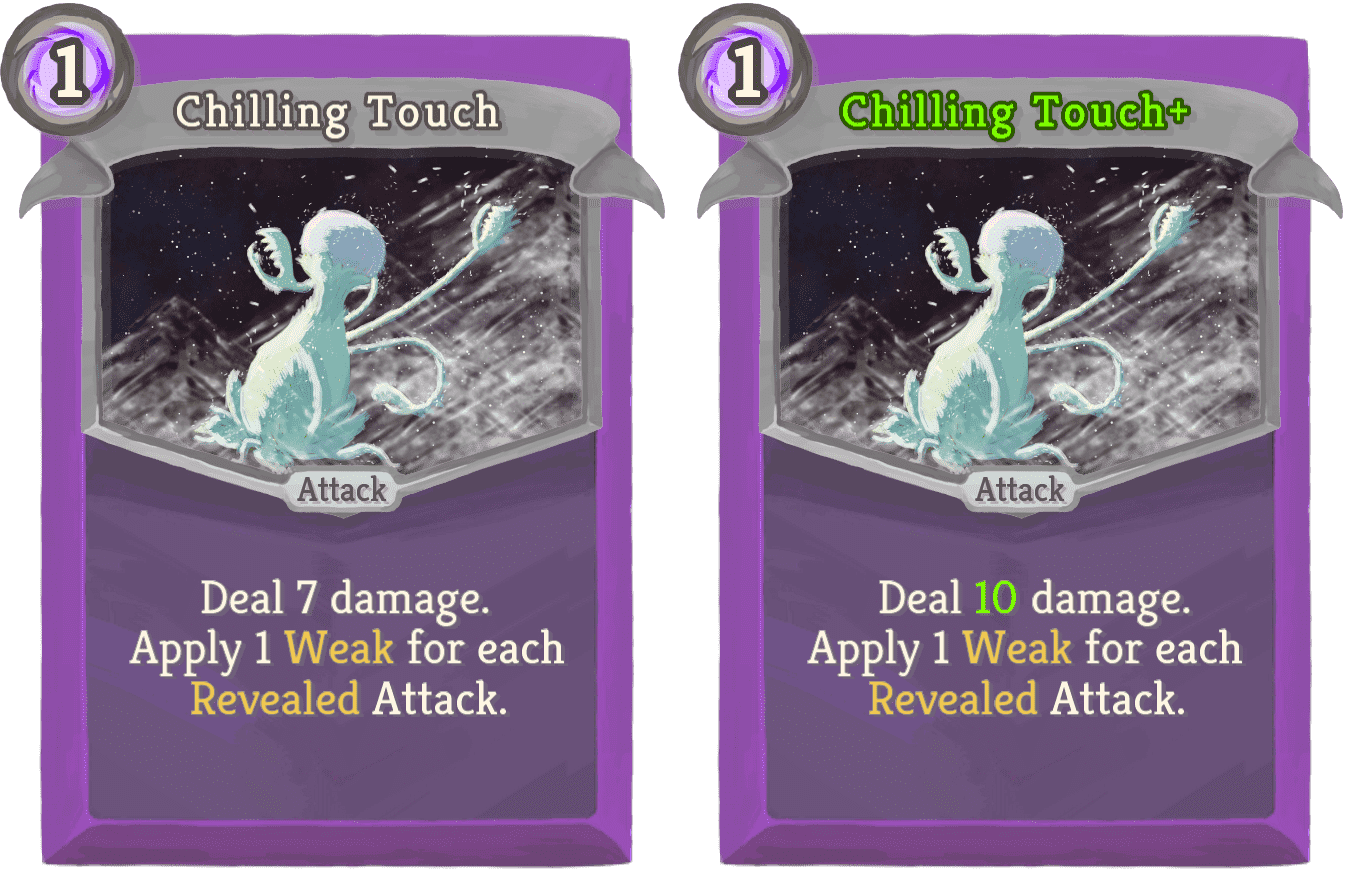 1
Chilling Touch
Attack
Deal 7 damage.
Apply 1 Weak for each
Revealed Attack.
1
Chilling Touch+
Attack
Deal 10 damage.
Apply 1 Weak for each
Revealed Attack.